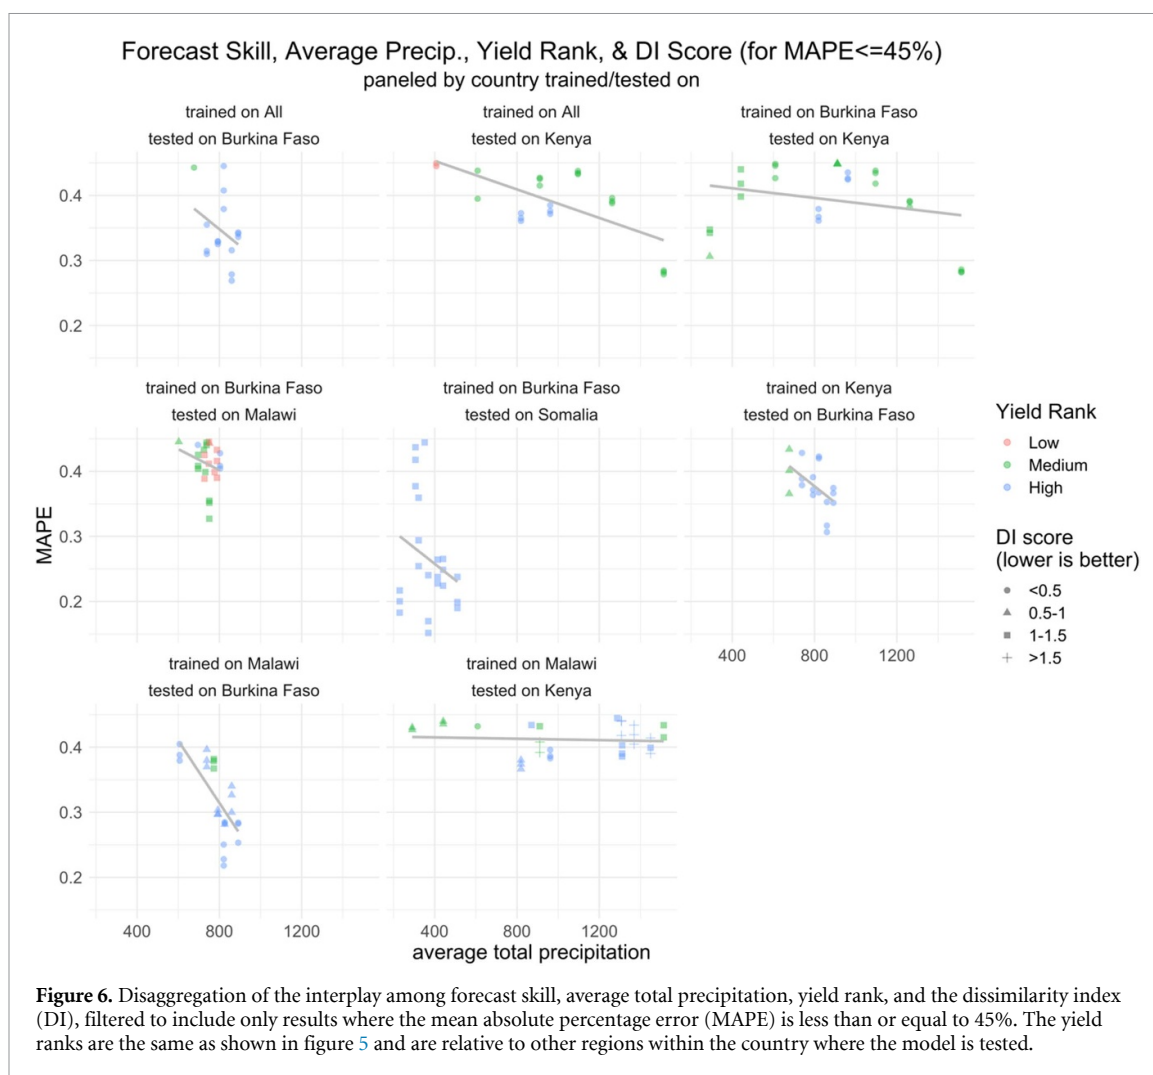 Forecast Skill, Average Precip., Yield Rank, & DI Score (for MAPE<=45%)
paneled by country trained/tested on
trained on All
tested on Burkina Faso
trained on All
tested on Kenya
trained on Burkina Faso
tested on Kenya
0.4
0.3
0.2
trained on Burkina Faso
tested on Malawi
trained on Burkina Faso
tested on Somalia
trained on Kenya
tested on Burkina Faso
0.4
0.3
0.2
400 800 1200
trained on Malawi
tested on Burkina Faso
trained on Malawi
tested on Kenya
0.4
0.3
0.2
400 800 1200
400 800 1200
MAPE
average total precipitation
Yield Rank
Low
Medium
High
DI score
(lower is better)
<0.5
0.5-1
1-1.5
>1.5
Figure 6. Disaggregation of the interplay among forecast skill, average total precipitation, yield rank, and the dissimilarity index
(DI), filtered to include only results where the mean absolute percentage error (MAPE) is less than or equal to 45%. The yield
ranks are the same as shown in figure 5 and are relative to other regions within the country where the model is tested.